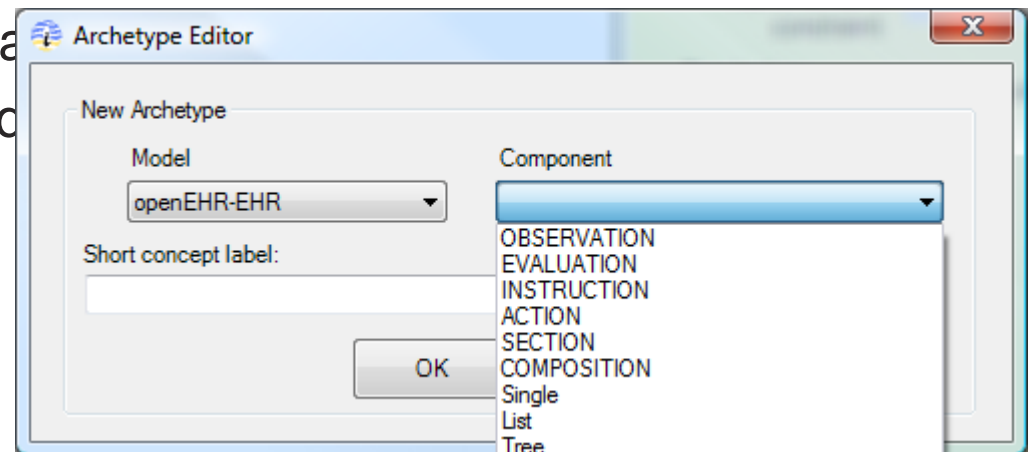 a
Archetype Editor
c
New Archetype
Model
Component
openEHR-EHR
OBSERVATION
EVALUATION
Short concept label:
INSTRUCTION
ACTION
SECTION
OK
COMPOSITION
Single
List
Tree